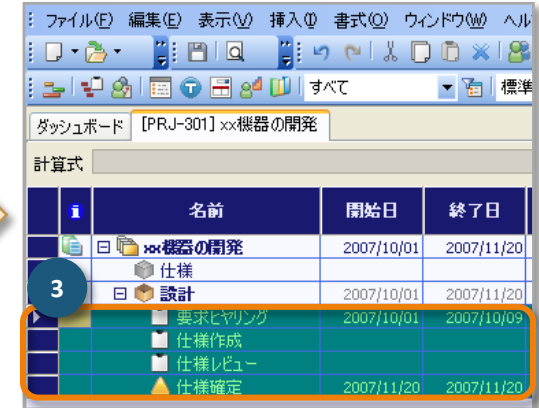 ファイル(F) 編集(E) 表示(V) 挿入(I) 書式(O) ウィンドウ(W) ヘル
すべて 標準
ダッシュボード [PRJ-301] xx機器の開発
計算式
i 名前 開始日 終了日
xx機器の開発 2007/10/01 2007/11/20
仕様
3 設計 2007/10/01 2007/11/20
要求ヒヤリング 2007/10/01 2007/10/09
仕様作成
仕様レビュー
仕様確定 2007/11/20 2007/11/20